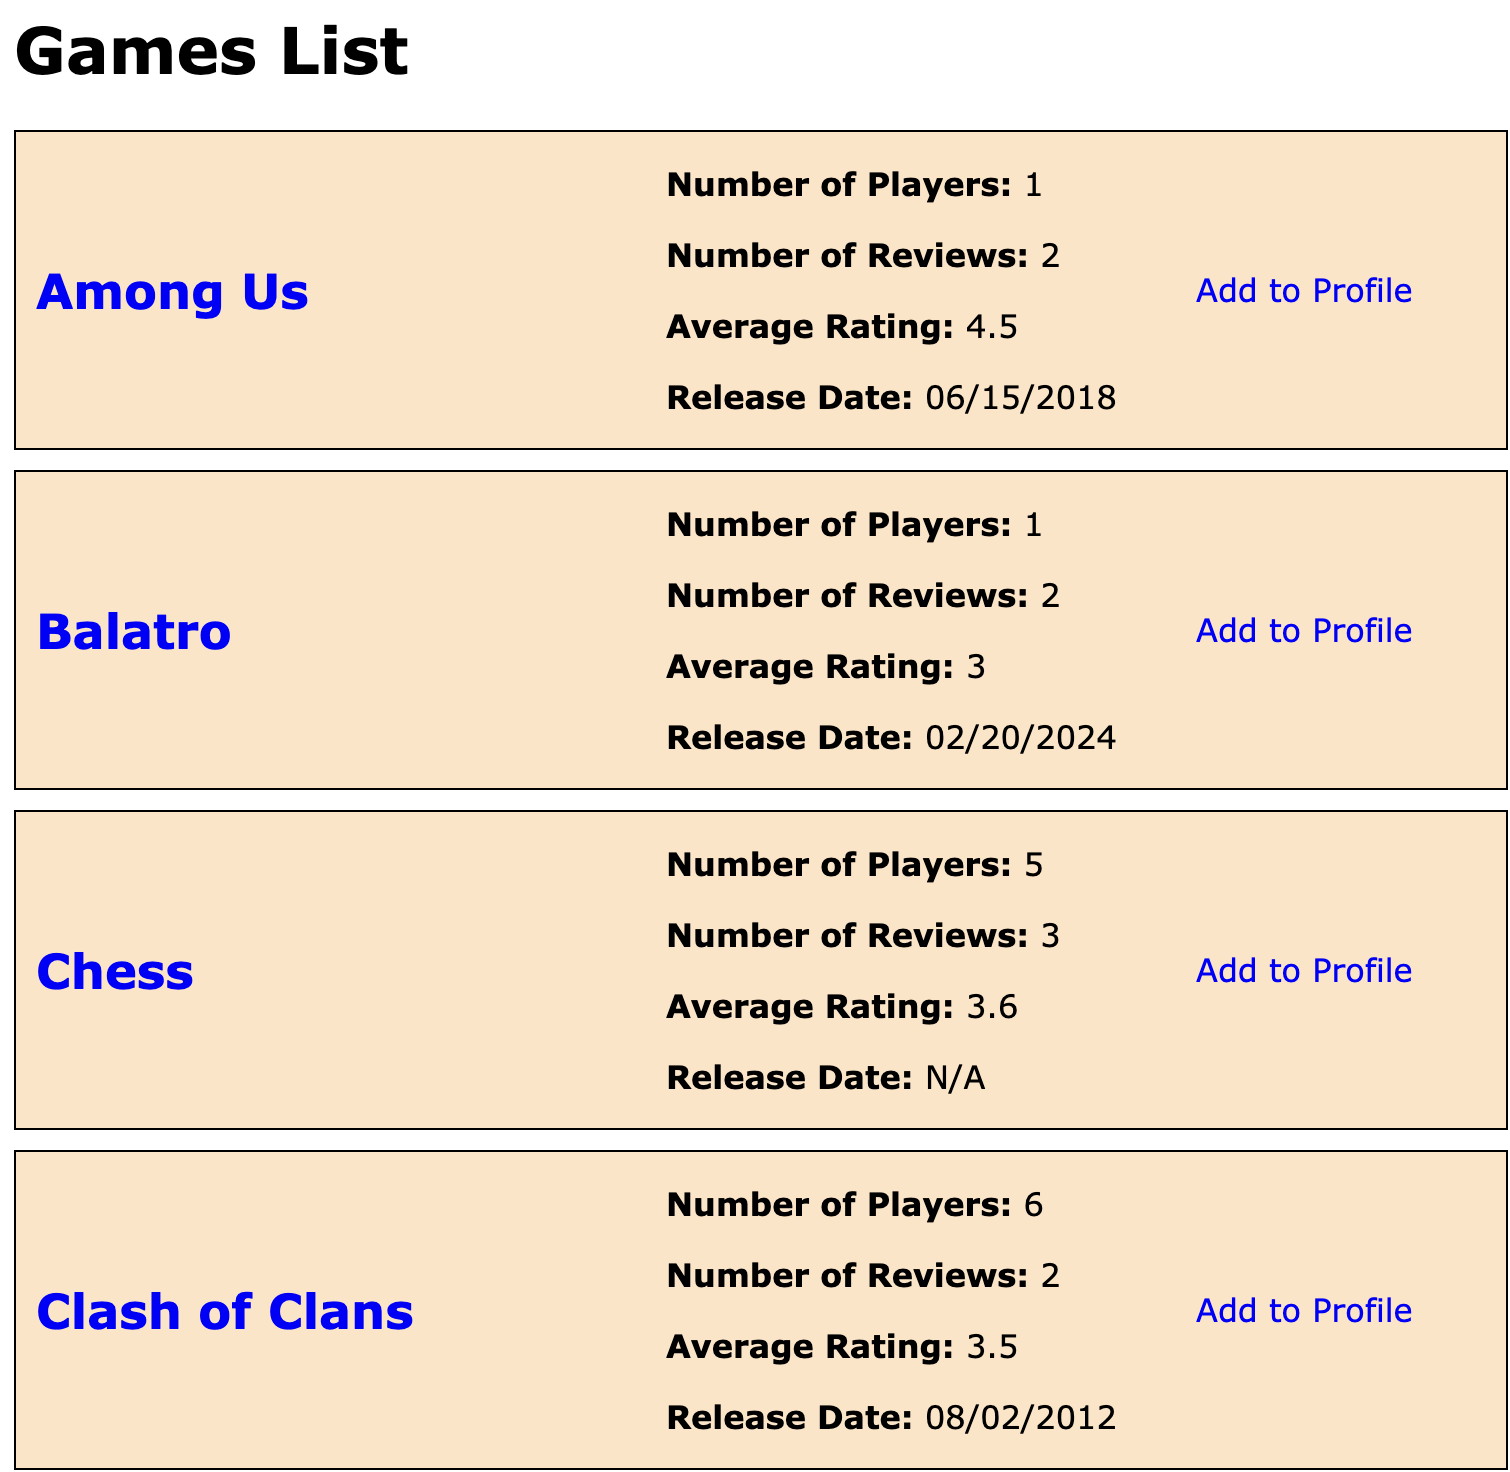 Games List
Among Us
Number of Players: 1
Number of Reviews: 2
Average Rating: 4.5
Release Date: 06/15/2018
Add to Profile
Balatro
Number of Players: 1
Number of Reviews: 2
Average Rating: 3
Release Date: 02/20/2024
Add to Profile
Chess
Number of Players: 5
Number of Reviews: 3
Average Rating: 3.6
Release Date: N/A
Add to Profile
Clash of Clans
Number of Players: 6
Number of Reviews: 2
Average Rating: 3.5
Release Date: 08/02/2012
Add to Profile